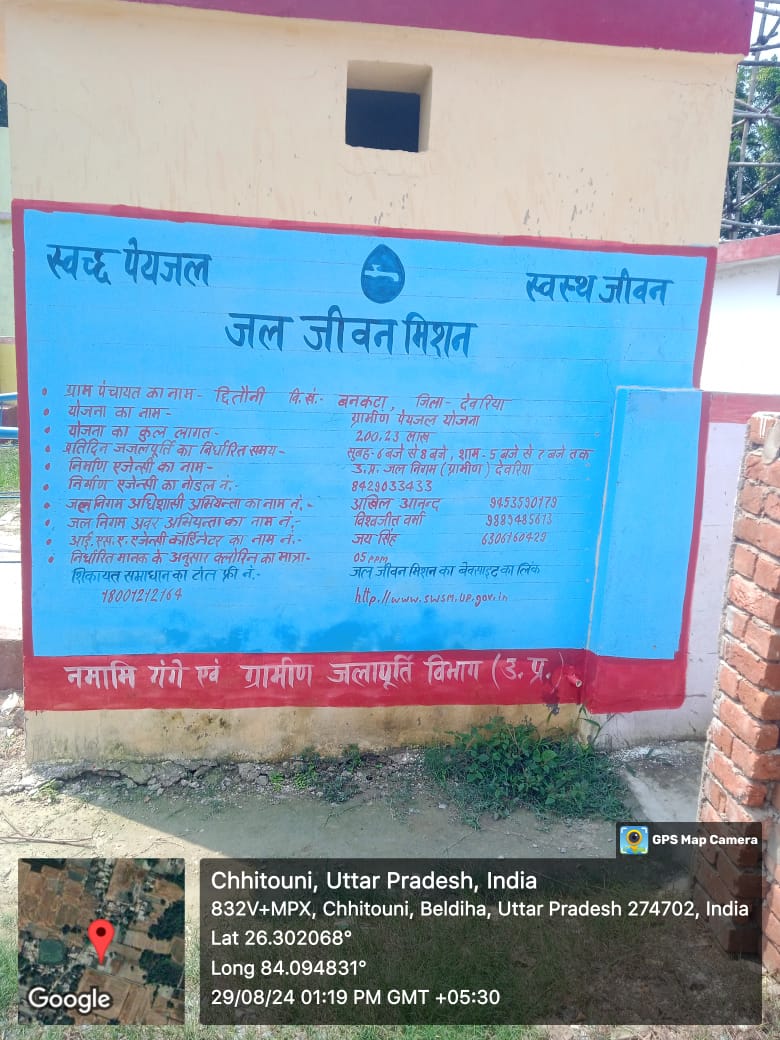 स्वच्छ पेयजल
स्वस्थ जीवन
जल जीवन मिशन
• ग्राम पंचायत का नाम- छितौनी वि.खं.- बनकटा, जिला- देवरिया
• योजना का नाम- ग्रामीण पेयजल योजना
• योजना का कुल लागत- 200.23 लाख
• प्रतिदिन जजलपूर्ति का निर्धारित समय- सुबह-6 बजे से 8 बजे, शाम-5 बजे से 7 बजे तक
• निर्माण एजेन्सी का नाम- उ.प्र. जल निगम (ग्रामीण) देवरिया
• निर्माण एजेन्सी का नोडल नं.- 8429033433
• जल निगम अधिशासी अभियन्ता का नाम नं.- अखिल आनन्द 9453590179
• जल निगम अवर अभियन्ता का नाम नं.- विश्वजीत वर्मा 9889485673
• आई.एस.ए. एजेन्सी कॉर्डिनेटर का नाम नं.- जय सिंह 6306160429
• निर्धारित मानक के अनुसार क्लोरिन का मात्रा- 05 PPM
शिकायत समाधान का टोल फ्री नं.- जल जीवन मिशन का वेबसाइट का लिंक
18001212164 http://www.swsm.up.gov.in
नमामि गंगे एवं ग्रामीण जलापूर्ति विभाग (उ.प्र.)
GPS Map Camera
Chhitouni, Uttar Pradesh, India
832V+MPX, Chhitouni, Beldiha, Uttar Pradesh 274702, India
Lat 26.302068°
Long 84.094831°
29/08/24 01:19 PM GMT +05:30
Google